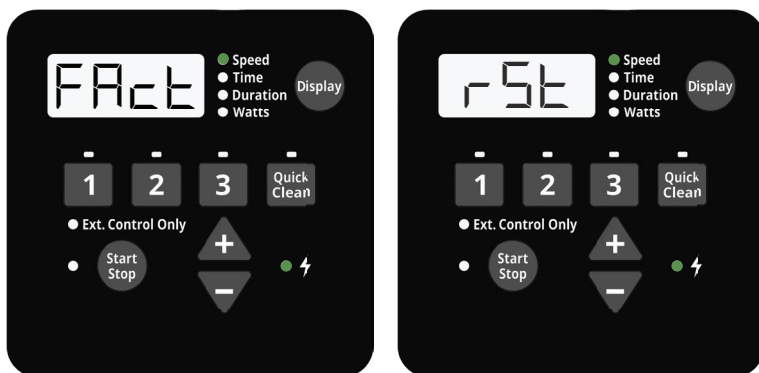 FAct
Speed
Time
Duration
Watts
Display
1
2
3
Quick
Clean
Ext. Control Only
Start
Stop
+
−
rSt
Speed
Time
Duration
Watts
Display
1
2
3
Quick
Clean
Ext. Control Only
Start
Stop
+
−